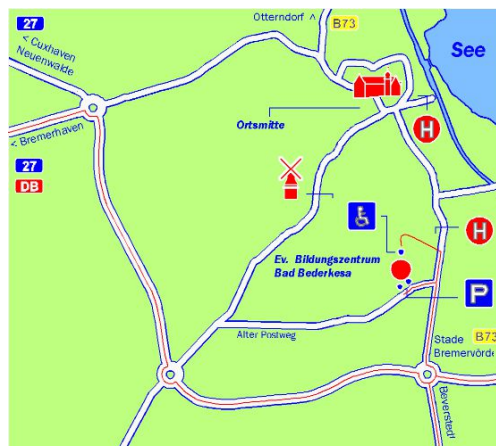 27
Otterndorf ^
B73
< Cuxhaven
Neuenwalde
See
< Bremerhaven
Ortsmitte
H
27
DB
H
Ev. Bildungszentrum
Bad Bederkesa
P
Alter Postweg
Stade
B73
Bremervörde
Beverstedt